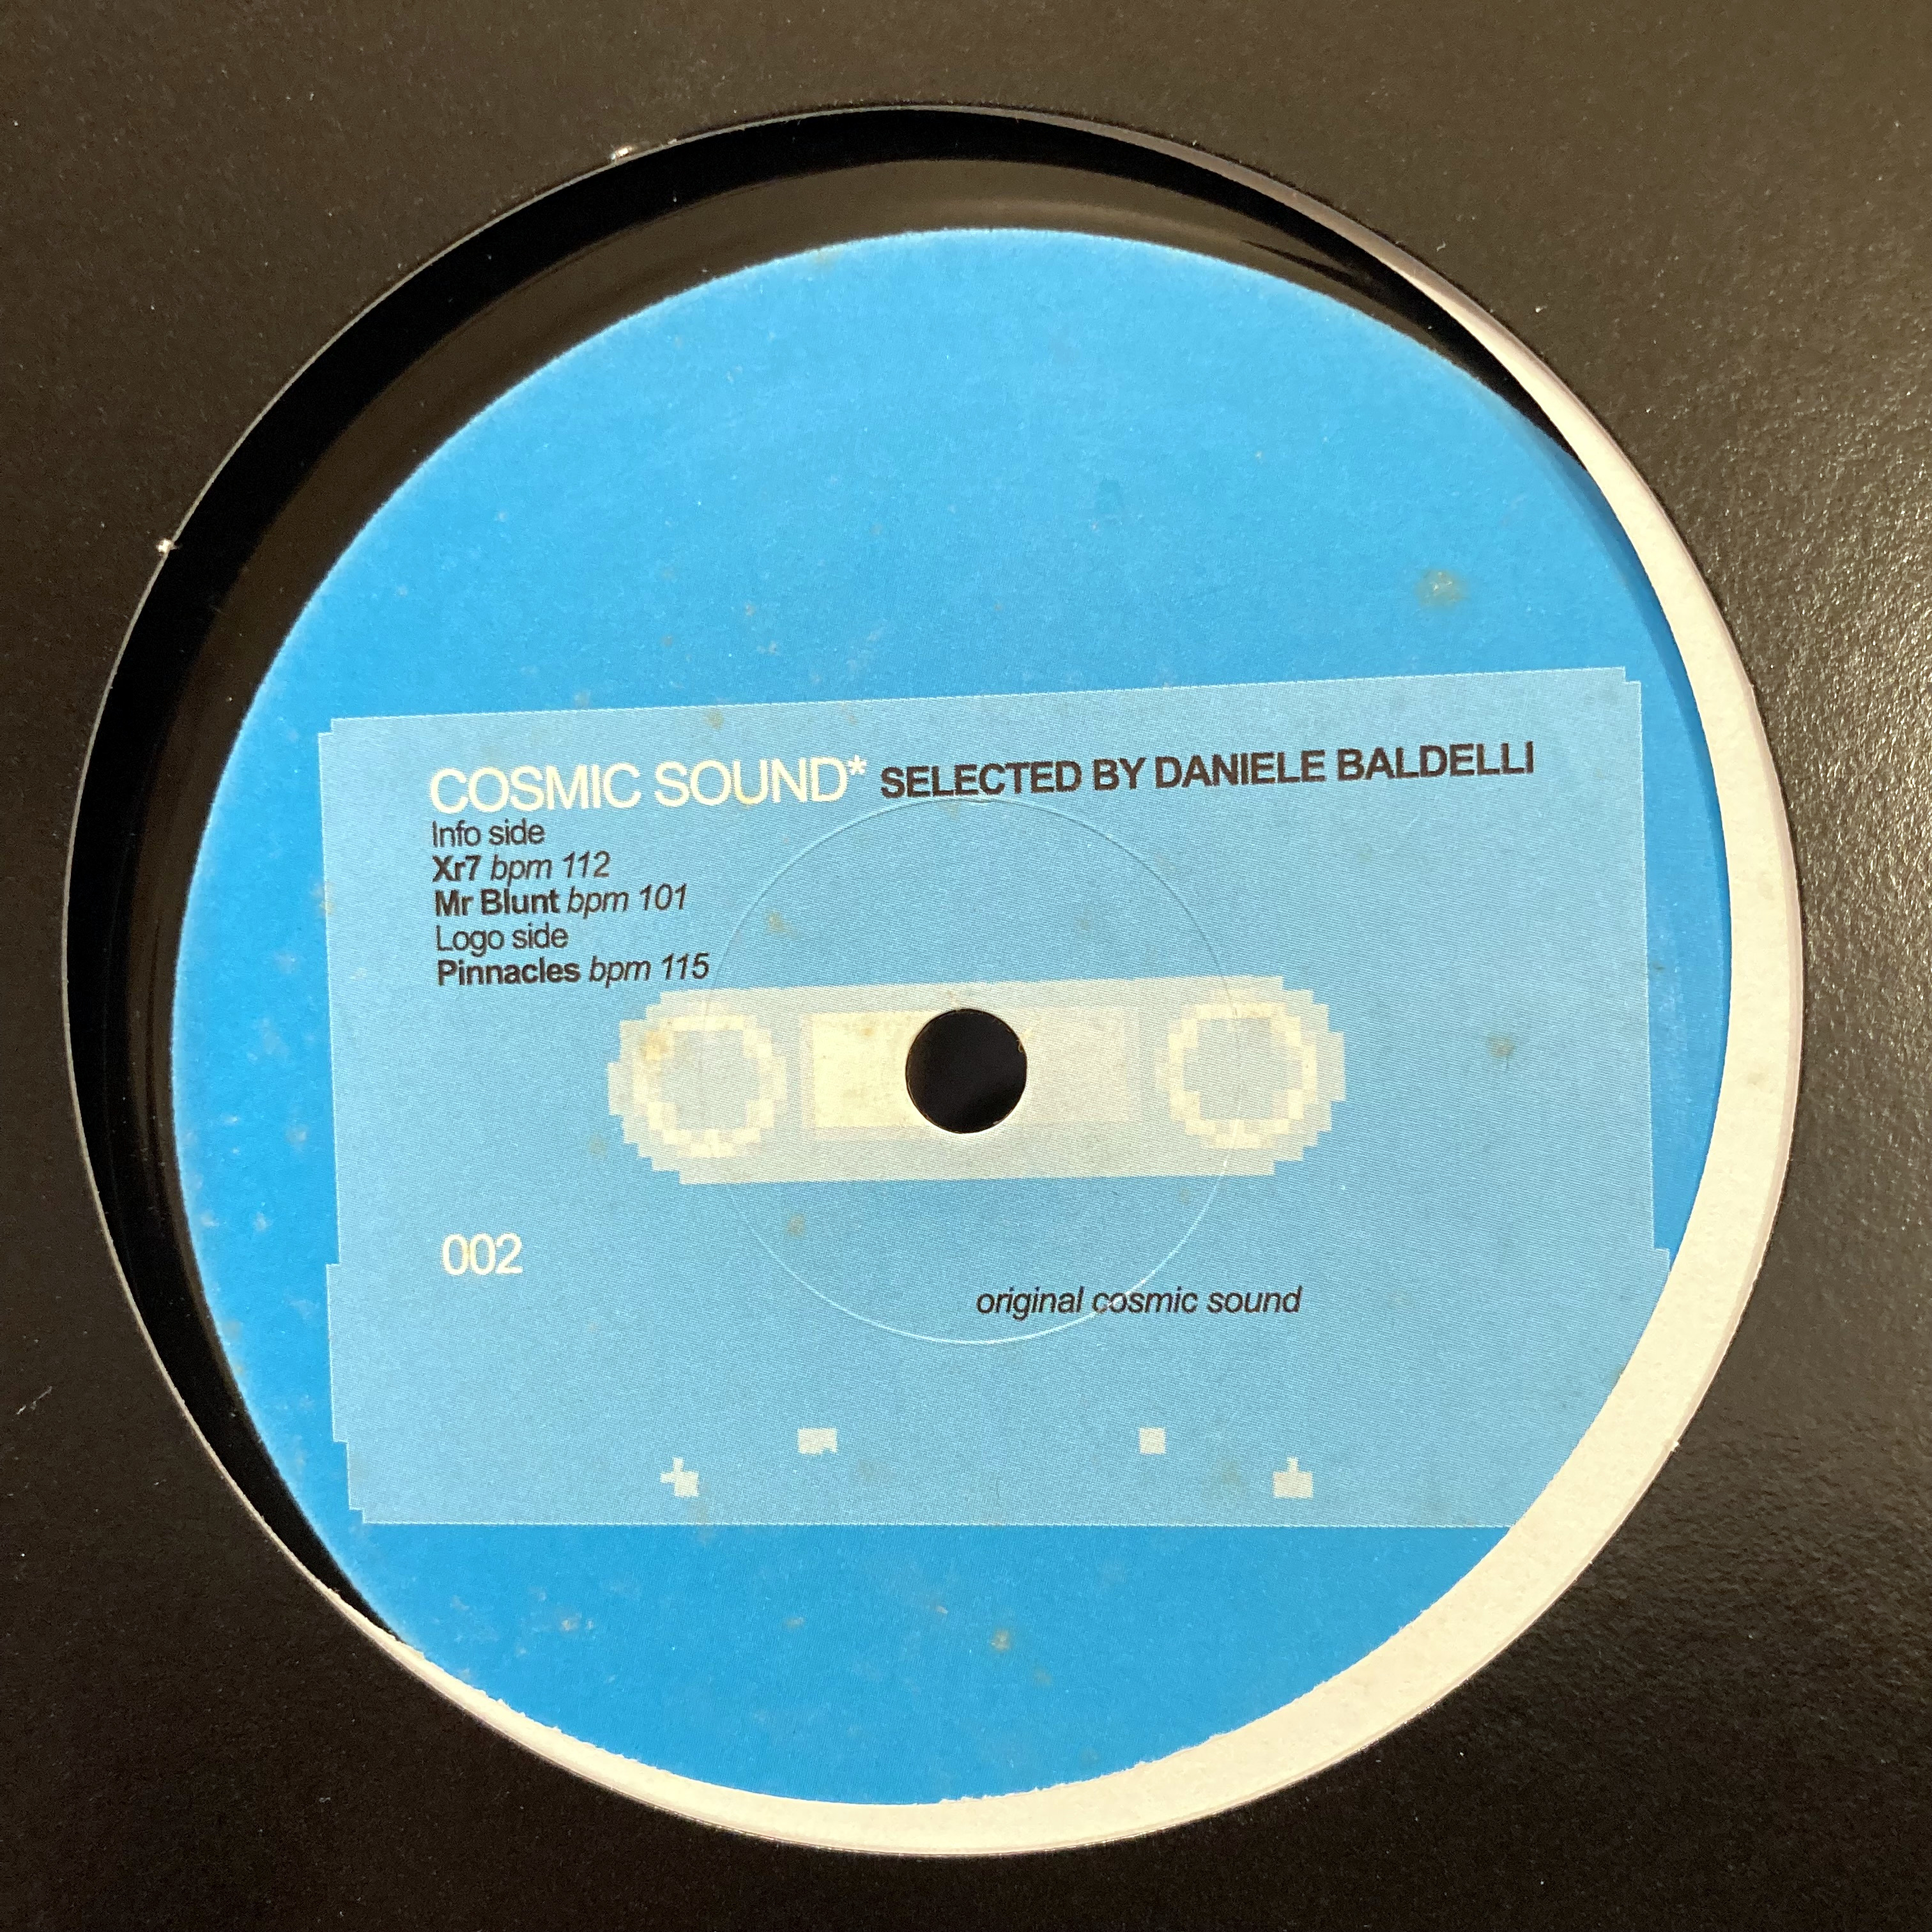 COSMIC SOUND* SELECTED BY DANIELE BALDELLI
Info side
Xr7 bpm 112
Mr Blunt bpm 101
Logo side
Pinnacles bpm 115
002
original cosmic sound